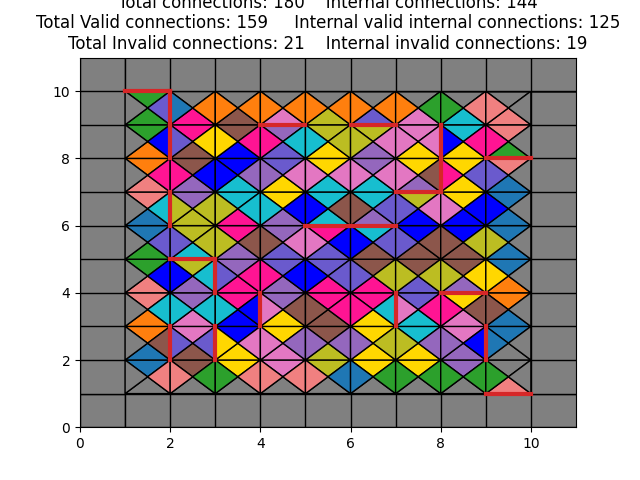 Total connections: 180 Internal connections: 144
Total Valid connections: 159 Internal valid internal connections: 125
Total Invalid connections: 21 Internal invalid connections: 19
10
8
6
4
2
0
0 2 4 6 8 10